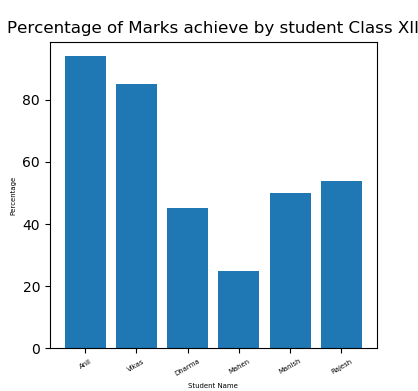 Percentage of Marks achieve by student Class XII
80
60
40
20
0
Percentage
Anil
Vikas
Dharma
Mahen
Manish
Rajesh
Student Name